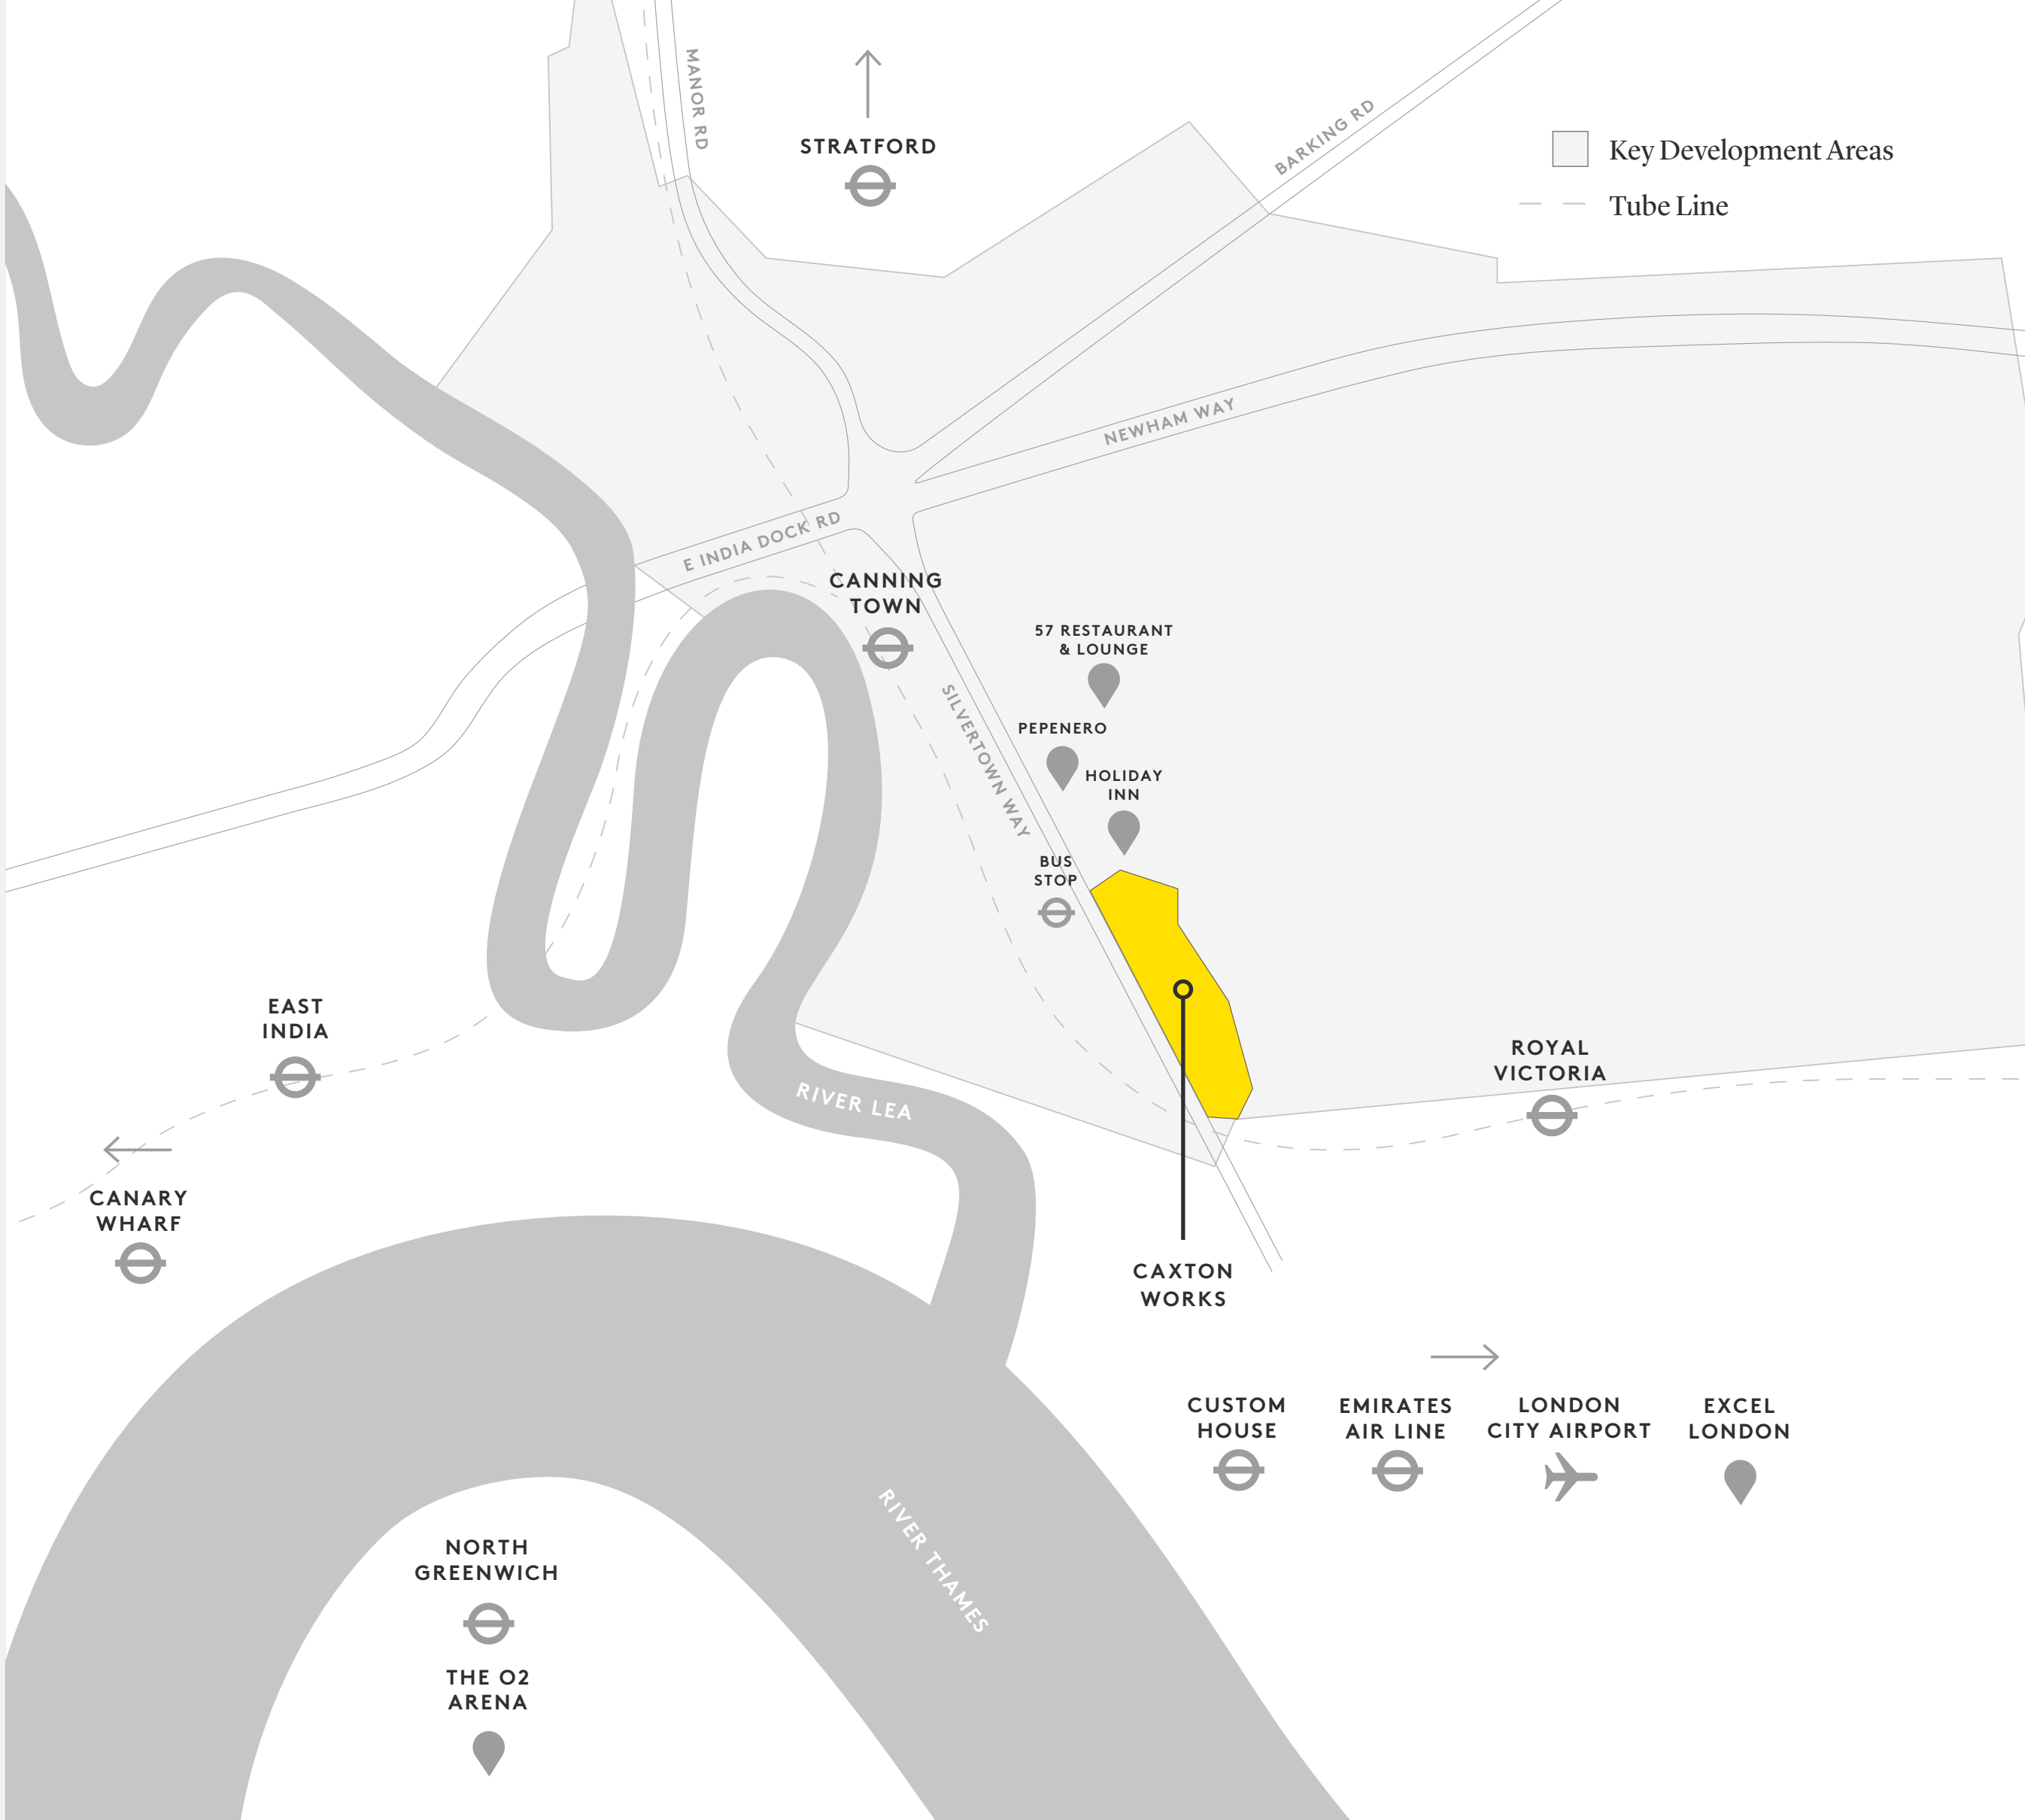 MANOR RD
STRATFORD
BARKING RD
Key Development Areas
Tube Line
NEWHAM WAY
E INDIA DOCK RD
CANNING
TOWN
57 RESTAURANT
& LOUNGE
SILVERTOWN WAY
PEPENERO
HOLIDAY
INN
BUS
STOP
EAST
INDIA
ROYAL
VICTORIA
RIVER LEA
CANARY
WHARF
CAXTON
WORKS
CUSTOM
HOUSE
EMIRATES
AIR LINE
LONDON
CITY AIRPORT
EXCEL
LONDON
RIVER THAMES
NORTH
GREENWICH
THE O2
ARENA